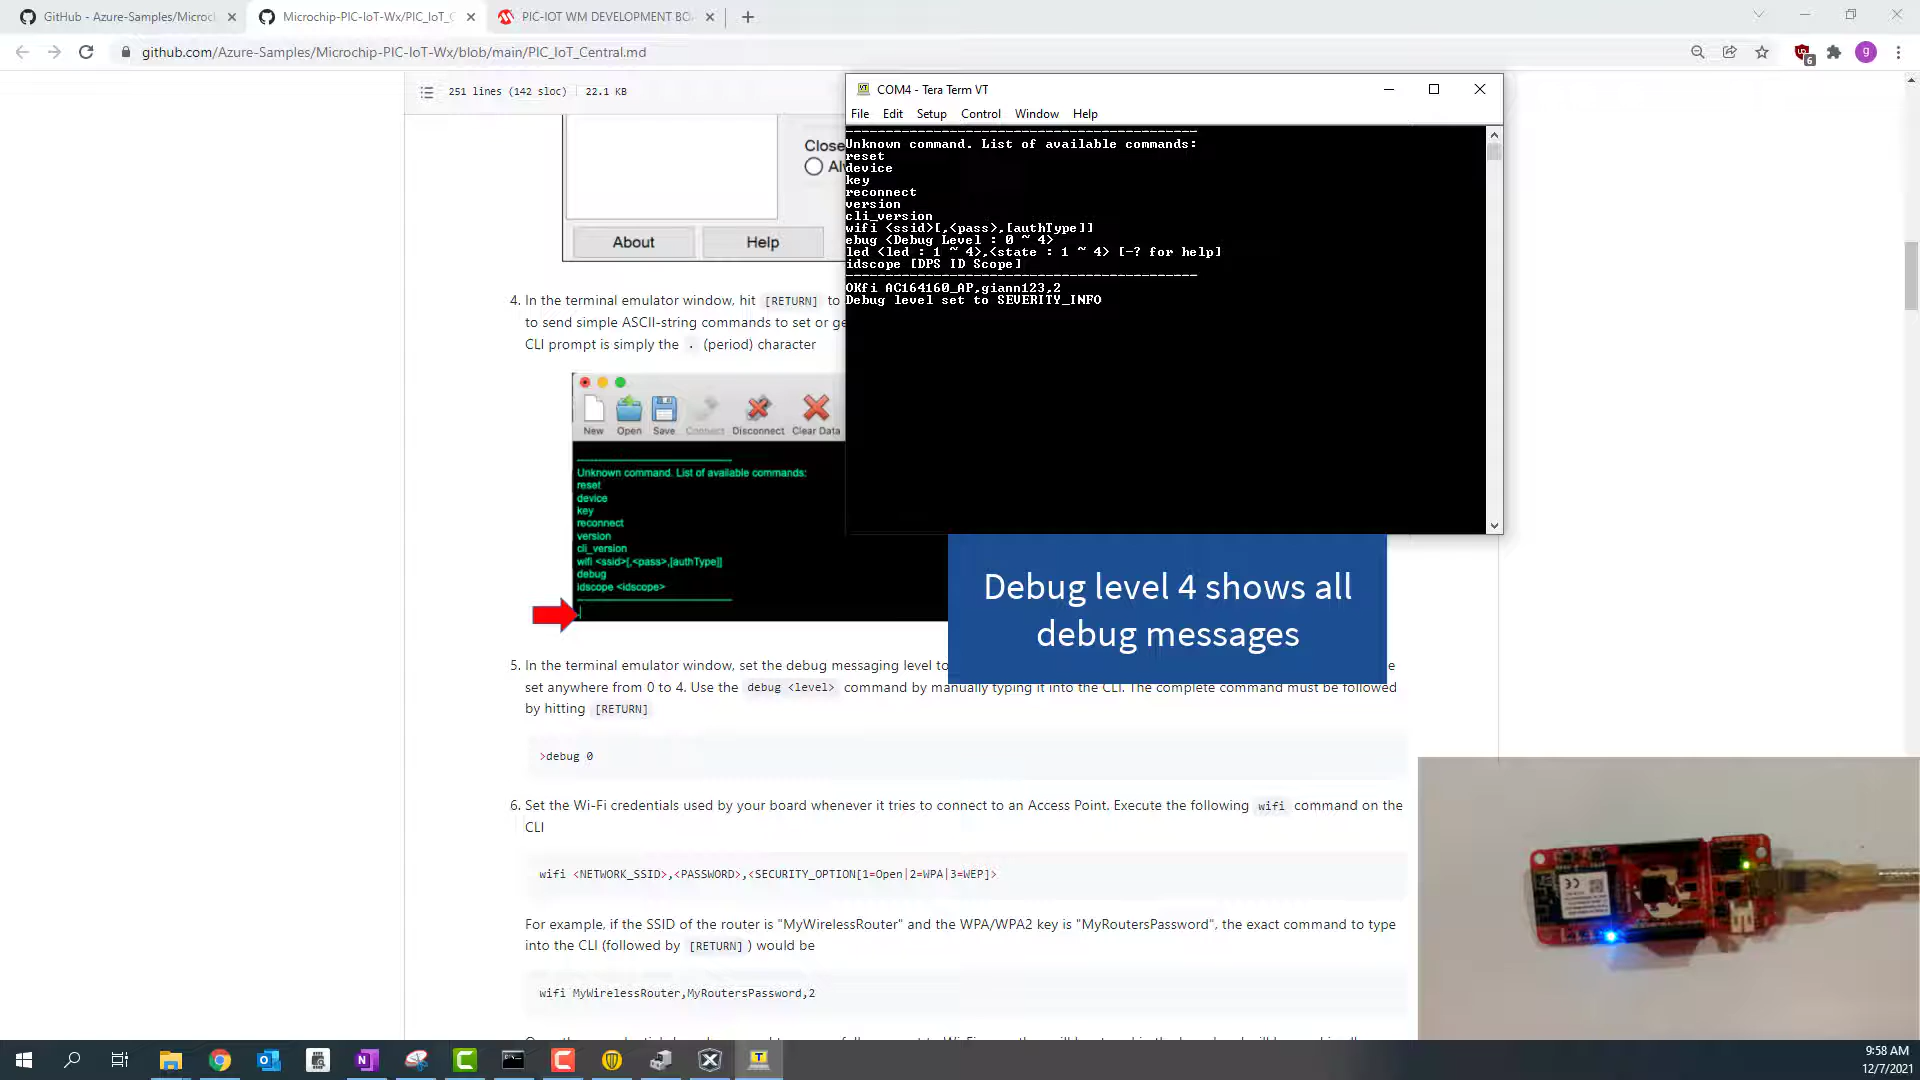 GitHub - Azure-Samples/Microc
Microchip-PIC-IoT-Wx/PIC_IoT_C
PIC-IOT WM DEVELOPMENT BO
github.com/Azure-Samples/Microchip-PIC-IoT-Wx/blob/main/PIC_IoT_Central.md
6
g
251 lines (142 sloc)
22.1 KB
Close
Al
About
Help
4. In the terminal emulator window, hit [RETURN] to
to send simple ASCII-string commands to set or ge
CLI prompt is simply the . (period) character
New
Open
Save
Connect
Disconnect
Clear Data
Unknown command. List of available commands:
reset
device
key
reconnect
version
cli_version
wifi <ssid>[,<pass>,[authType]]
debug
idscope <idscope>
COM4 - Tera Term VT
File
Edit
Setup
Control
Window
Help
Unknown command. List of available commands:
reset
device
key
reconnect
version
cli_version
wifi <ssid>[,<pass>,[authType]]
ebug <Debug Level : 0 ~ 4>
led <led : 1 ~ 4>,<state : 1 ~ 4> [-? for help]
idscope [DPS ID Scope]
OKfi AC164160_AP,giann123,2
Debug level set to SEVERITY_INFO
Debug level 4 shows all
debug messages
5. In the terminal emulator window, set the debug messaging level to
e
set anywhere from 0 to 4. Use the debug <level> command by manually typing it into the CLI. The complete command must be followed
by hitting [RETURN]
>debug 0
6. Set the Wi-Fi credentials used by your board whenever it tries to connect to an Access Point. Execute the following wifi command on the
CLI
wifi <NETWORK_SSID>,<PASSWORD>,<SECURITY_OPTION[1=Open|2=WPA|3=WEP]>
For example, if the SSID of the router is "MyWirelessRouter" and the WPA/WPA2 key is "MyRoutersPassword", the exact command to type
into the CLI (followed by [RETURN]) would be
wifi MyWirelessRouter,MyRoutersPassword,2
9:58 AM
12/7/2021